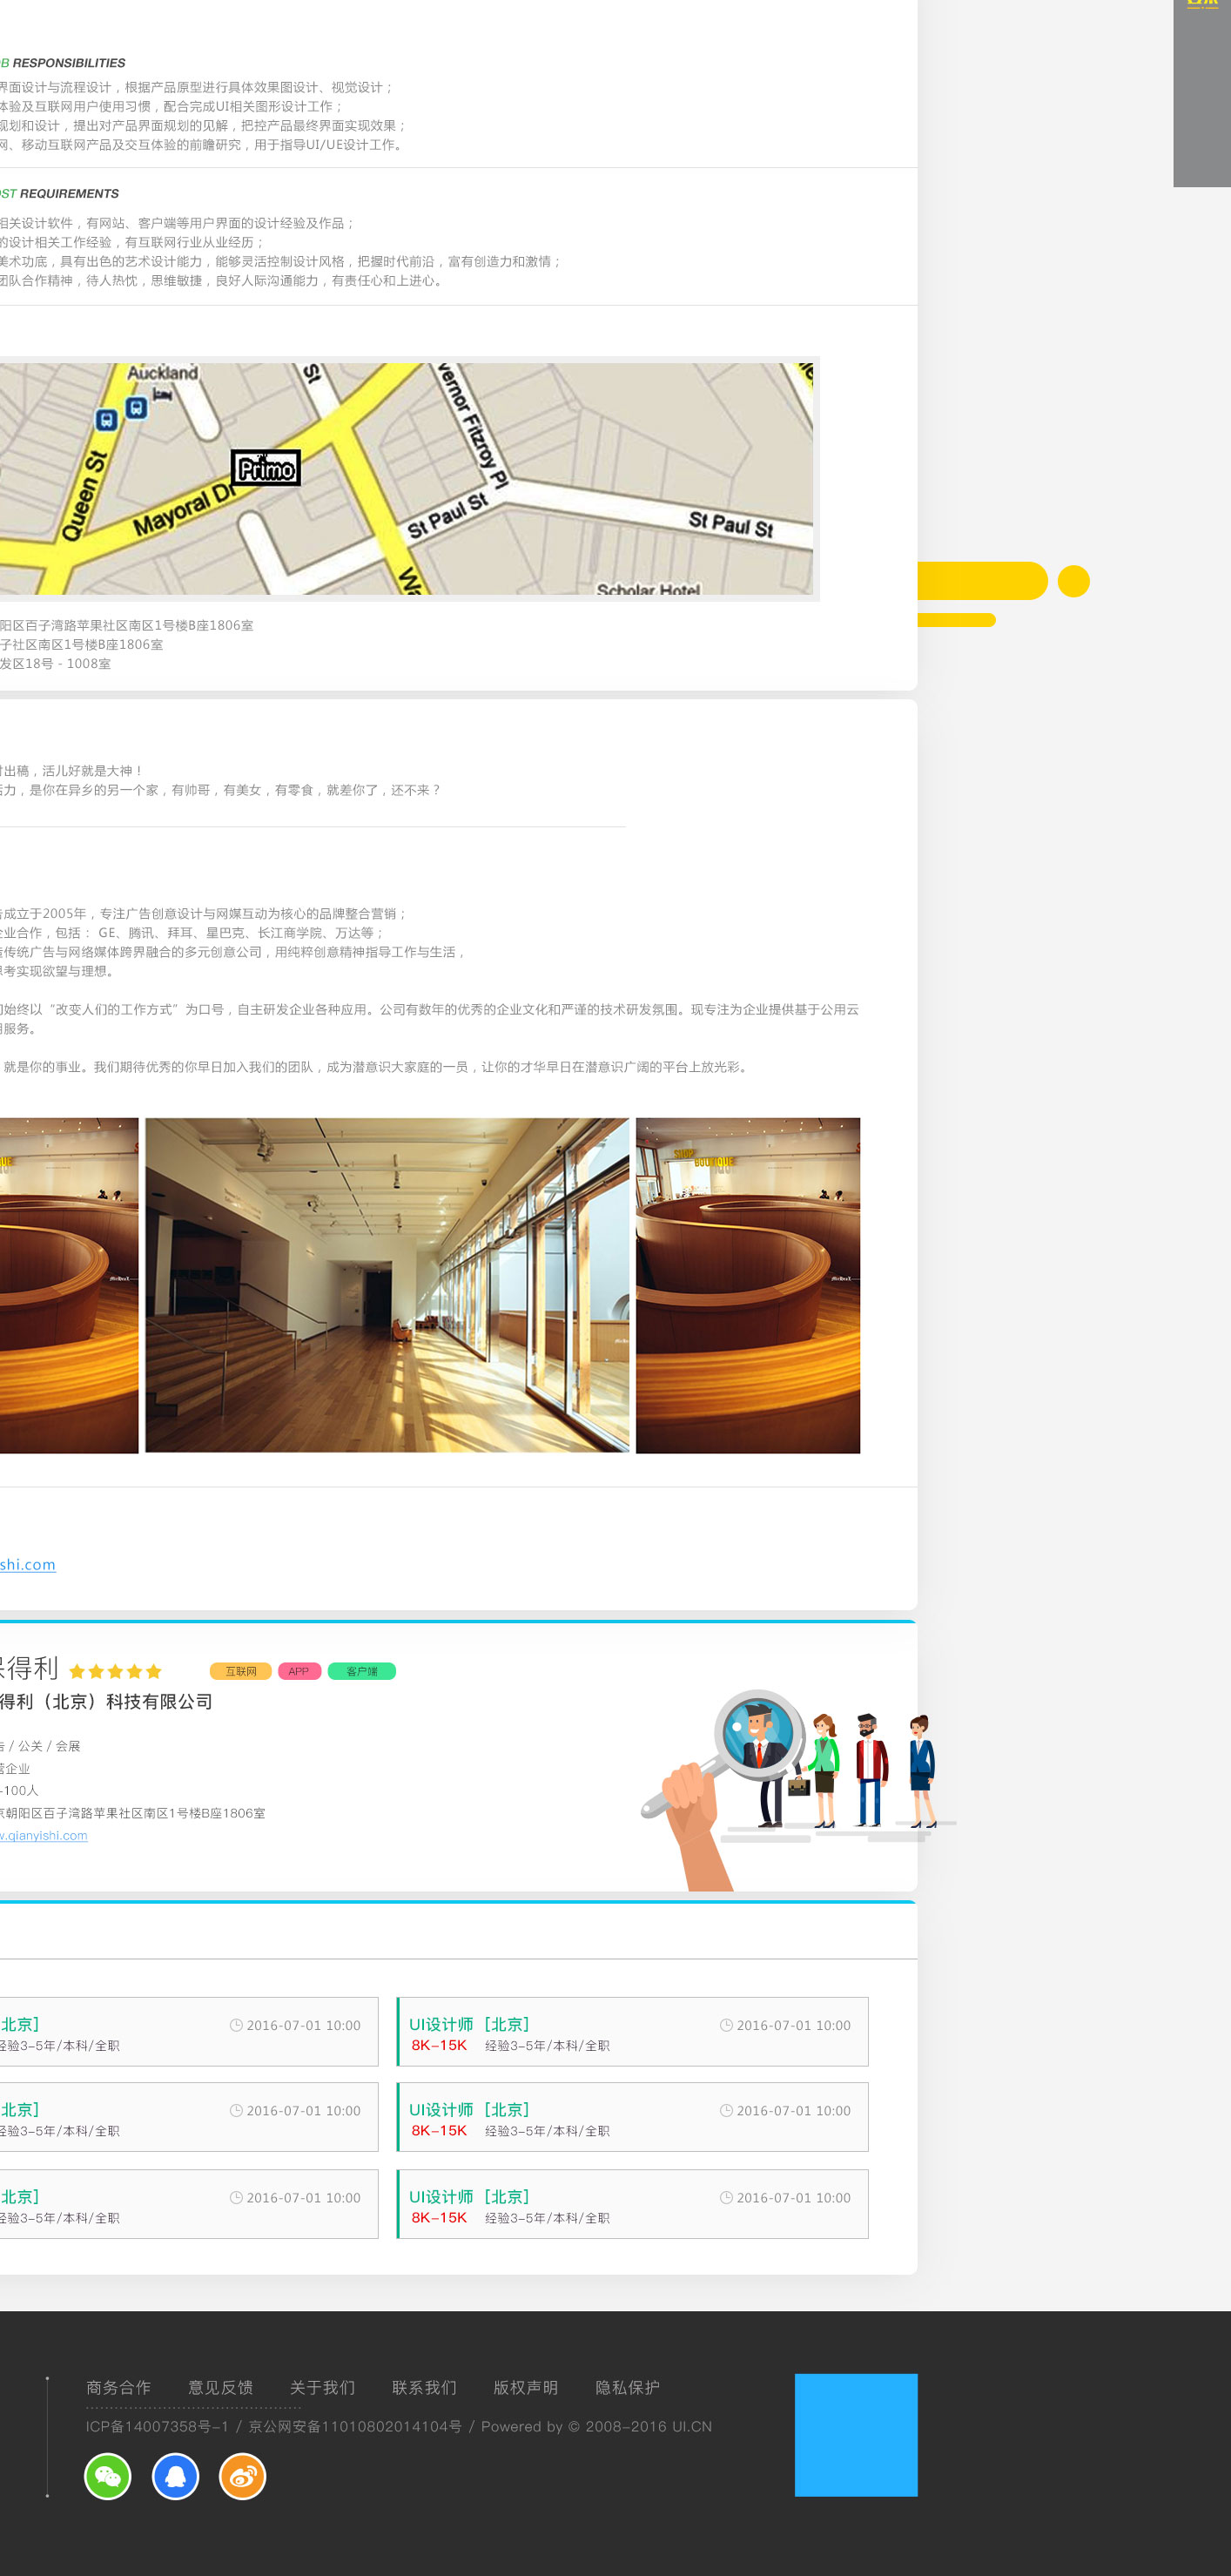 RESPONSIBILITIES
界面设计与流程设计，根据产品原型进行具体效果图设计、视觉设计；
体验及互联网用户使用习惯，配合完成UI相关图形设计工作；
规划和设计，提出对产品界面规划的见解，把控产品最终界面实现效果；
网、移动互联网产品及交互体验的前瞻研究，用于指导UI/UE设计工作。
REQUIREMENTS
相关设计软件，有网站、客户端等用户界面的设计经验及作品；
的设计相关工作经验，有互联网行业从业经历；
美术功底，具有出色的艺术设计能力，能够灵活控制设计风格，把握时代前沿，富有创造力和激情；
团队合作精神，待人热忱，思维敏捷，良好人际沟通能力，有责任心和上进心。
Auckland
St
vernor Fitzroy Pl
Queen St
Primo
Mayoral Dr
St Paul St
St Paul St
Wa
Scholar Hotel
阳区百子湾路苹果社区南区1号楼B座1806室
子社区南区1号楼B座1806室
发区18号 - 1008室
出稿，活儿好就是大神！
活力，是你在异乡的另一个家，有帅哥，有美女，有零食，就差你了，还不来？
成立于2005年，专注广告创意设计与网媒互动为核心的品牌整合营销；
企业合作，包括： GE、腾讯、拜耳、星巴克、长江商学院、万达等；
传统广告与网络媒体跨界融合的多元创意公司，用纯粹创意精神指导工作与生活，
思考实现欲望与理想。
们始终以“改变人们的工作方式”为口号，自主研发企业各种应用。公司有数年的优秀的企业文化和严谨的技术研发氛围。现专注为企业提供基于公用云
用服务。
就是你的事业。我们期待优秀的你早日加入我们的团队，成为潜意识大家庭的一员，让你的才华早日在潜意识广阔的平台上放光彩。
SHOP
BOUTIQUE
shi.com
保得利 互联网 APP 客户端
得利（北京）科技有限公司
告 / 公关 / 会展
营企业
-100人
京朝阳区百子湾路苹果社区南区1号楼B座1806室
w.qianyishi.com
北京］ 2016-07-01 10:00
经验3-5年/本科/全职
UI设计师［北京］ 2016-07-01 10:00
8K-15K 经验3-5年/本科/全职
北京］ 2016-07-01 10:00
经验3-5年/本科/全职
UI设计师［北京］ 2016-07-01 10:00
8K-15K 经验3-5年/本科/全职
北京］ 2016-07-01 10:00
经验3-5年/本科/全职
UI设计师［北京］ 2016-07-01 10:00
8K-15K 经验3-5年/本科/全职
商务合作 意见反馈 关于我们 联系我们 版权声明 隐私保护
ICP备14007358号-1 / 京公网安备11010802014104号 / Powered by © 2008-2016 UI.CN